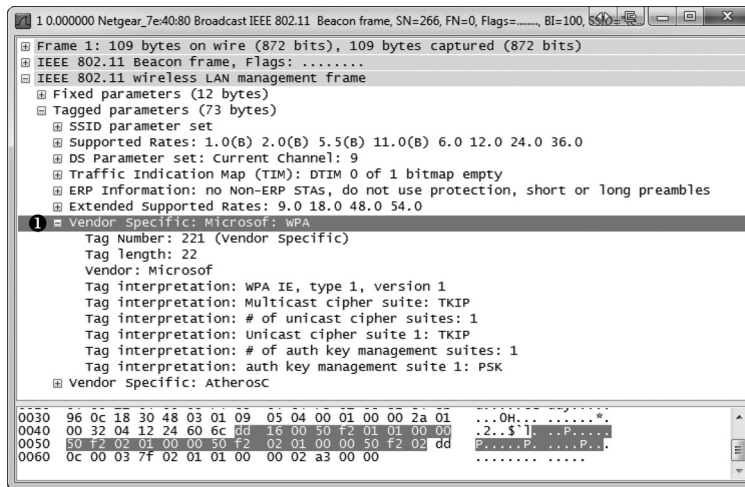 1 0.000000 Netgear_7e:40:80 Broadcast IEEE 802.11 Beacon frame, SN=266, FN=0, Flags=........, BI=100,
Frame 1: 109 bytes on wire (872 bits), 109 bytes captured (872 bits)
IEEE 802.11 Beacon frame, Flags: ........
IEEE 802.11 wireless LAN management frame
Fixed parameters (12 bytes)
Tagged parameters (73 bytes)
SSID parameter set
Supported Rates: 1.0(B) 2.0(B) 5.5(B) 11.0(B) 6.0 12.0 24.0 36.0
DS Parameter set: Current Channel: 9
Traffic Indication Map (TIM): DTIM 0 of 1 bitmap empty
ERP Information: no Non-ERP STAs, do not use protection, short or long preambles
Extended Supported Rates: 9.0 18.0 48.0 54.0
1 Vendor Specific: Microsof: WPA
Tag Number: 221 (Vendor Specific)
Tag length: 22
Vendor: Microsof
Tag interpretation: WPA IE, type 1, version 1
Tag interpretation: Multicast cipher suite: TKIP
Tag interpretation: # of unicast cipher suites: 1
Tag interpretation: Unicast cipher suite 1: TKIP
Tag interpretation: # of auth key management suites: 1
Tag interpretation: auth key management suite 1: PSK
Vendor Specific: AtherosC
0030 96 0c 18 30 48 03 01 09 05 04 00 01 00 00 2a 01 ...0H... ......*.
0040 00 32 04 12 24 60 6c dd 16 00 50 f2 01 01 00 00 .2..$`l. ..P.....
0050 50 f2 02 01 00 00 50 f2 02 01 00 00 50 f2 02 dd P.....P. ....P..
0060 0c 00 03 7f 02 01 01 00 00 02 a3 00 00 ........ .....